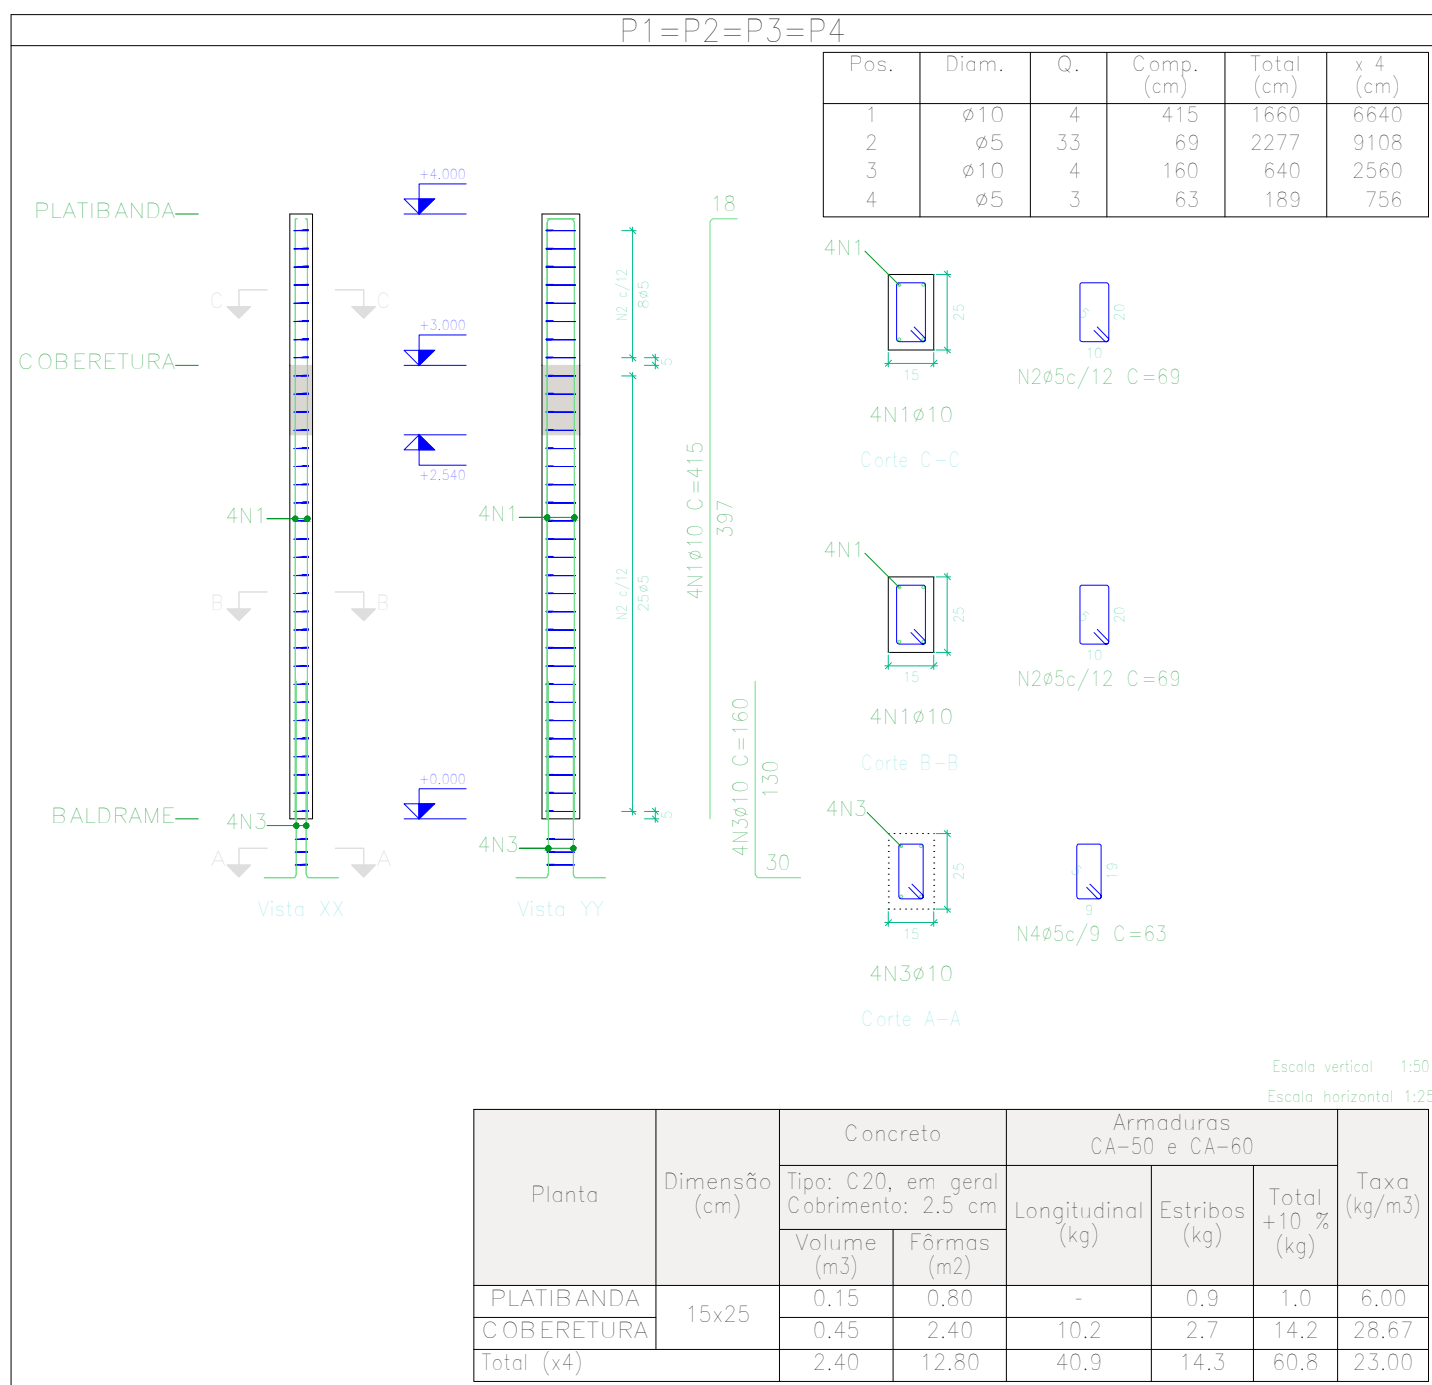 P1=P2=P3=P4
Pos. Diam. Q. Comp. (cm) Total (cm) x 4 (cm)
1 ø10 4 415 1660 6640
2 ø5 33 69 2277 9108
3 ø10 4 160 640 2560
4 ø5 3 63 189 756
PLATIBANDA
+4.000
18
C C
N2 c/12
8ø5
COBERETURA
+3.000
5
+2.540
4N1
4N1
4N1ø10 C=415
397
N2 c/12
25ø5
B B
4N3ø10 C=160
130
30
BALDRAME
+0.000
5
4N3
4N3
A A
Vista XX
Vista YY
4N1
25
15
20
5
10
N2ø5c/12 C=69
4N1ø10
Corte C-C
4N1
25
15
20
5
10
N2ø5c/12 C=69
4N1ø10
Corte B-B
4N3
25
15
19
5
9
N4ø5c/9 C=63
4N3ø10
Corte A-A
Escala vertical 1:50
Escala horizontal 1:25
Planta
Dimensão
(cm)
Concreto
Tipo: C20, em geral
Cobrimento: 2.5 cm
Volume
(m3)
Fôrmas
(m2)
Armaduras
CA-50 e CA-60
Longitudinal
(kg)
Estribos
(kg)
Total
+10 %
(kg)
Taxa
(kg/m3)
PLATIBANDA 15x25 0.15 0.80 - 0.9 1.0 6.00
COBERETURA 0.45 2.40 10.2 2.7 14.2 28.67
Total (x4) 2.40 12.80 40.9 14.3 60.8 23.00